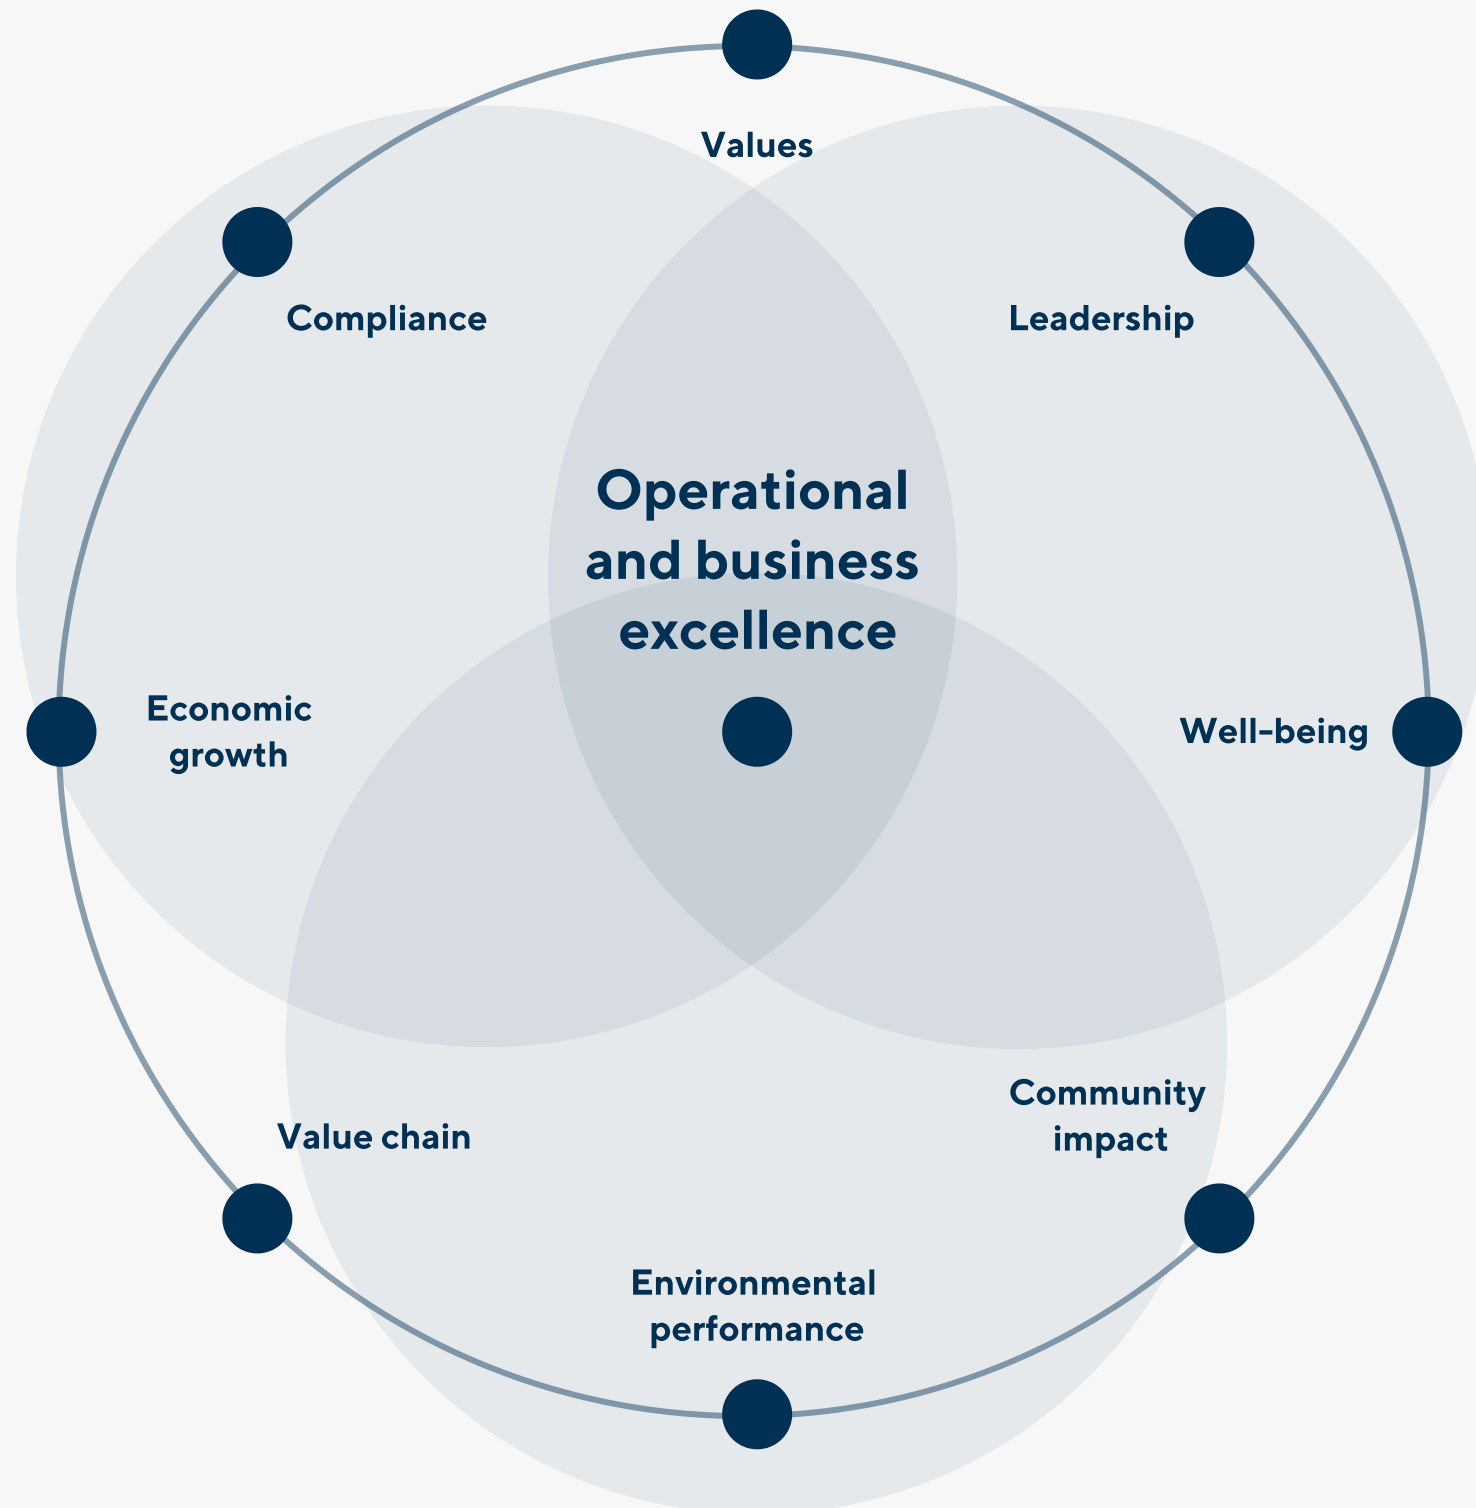 Values
Compliance
Leadership
Operational
and business
excellence
Economic
growth
Well-being
Value chain
Community
impact
Environmental
performance